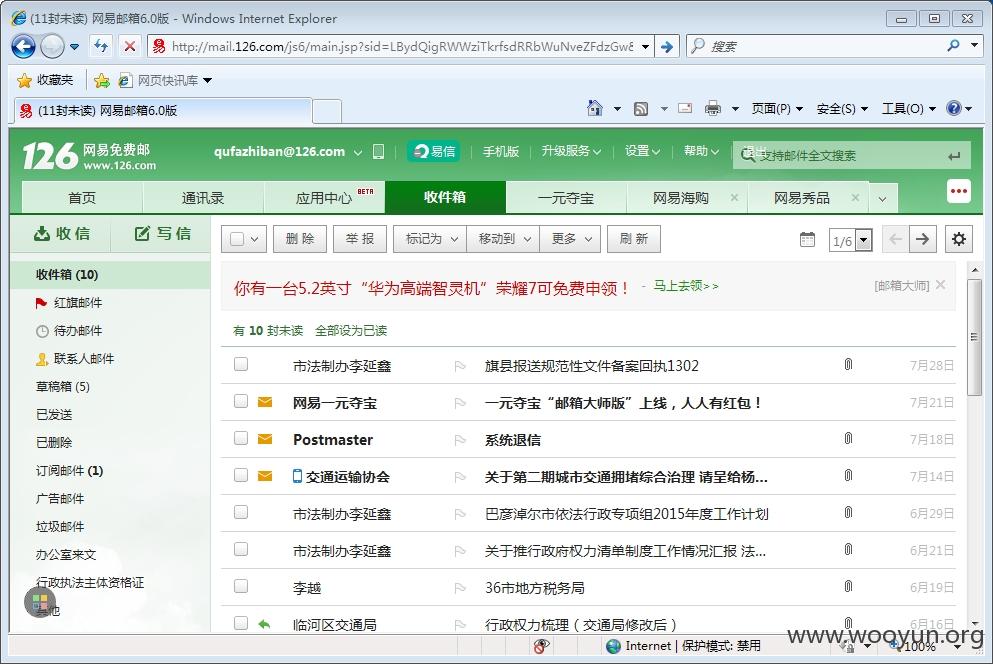 (11封未读) 网易邮箱6.0版 - Windows Internet Explorer
http://mail.126.com/js6/main.jsp?sid=LBydQigRWWziTkrfsdRRbWuNveZFdzGw 搜索
收藏夹 网页快讯库
(11封未读) 网易邮箱6.0版 页面(P) 安全(S) 工具(O)
126 网易免费邮 www.126.com qufazhiban@126.com 易信 手机版 升级服务 设置 帮助 退出 支持邮件全文搜索
首页 通讯录 应用中心 BETA 收件箱 一元夺宝 网易海购 × 网易秀品 ×
收信 写信 删 除 举 报 标记为 移动到 更多 刷 新 1/6
收件箱 (10)
红旗邮件
待办邮件
联系人邮件
草稿箱 (5)
已发送
已删除
订阅邮件 (1)
广告邮件
垃圾邮件
办公室来文
行政执法主体资格证
其他
你有一台5.2英寸“华为高端智灵机”荣耀7可免费申领！ - 马上去领>> [邮箱大师] ×
有 10 封未读 全部设为已读
市法制办李延鑫 旗县报送规范性文件备案回执1302 7月28日
网易一元夺宝 一元夺宝“邮箱大师版”上线，人人有红包！ 7月21日
Postmaster 系统退信 7月18日
交通运输协会 关于第二期城市交通拥堵综合治理 请呈给杨... 7月14日
市法制办李延鑫 巴彦淖尔市依法行政专项组2015年度工作计划 6月29日
市法制办李延鑫 关于推行政府权力清单制度工作情况汇报 法... 6月21日
李越 36市地方税务局 6月19日
临河区交通局 行政权力梳理（交通局修改后）
www.wooyun.org
Internet | 保护模式: 禁用 100%